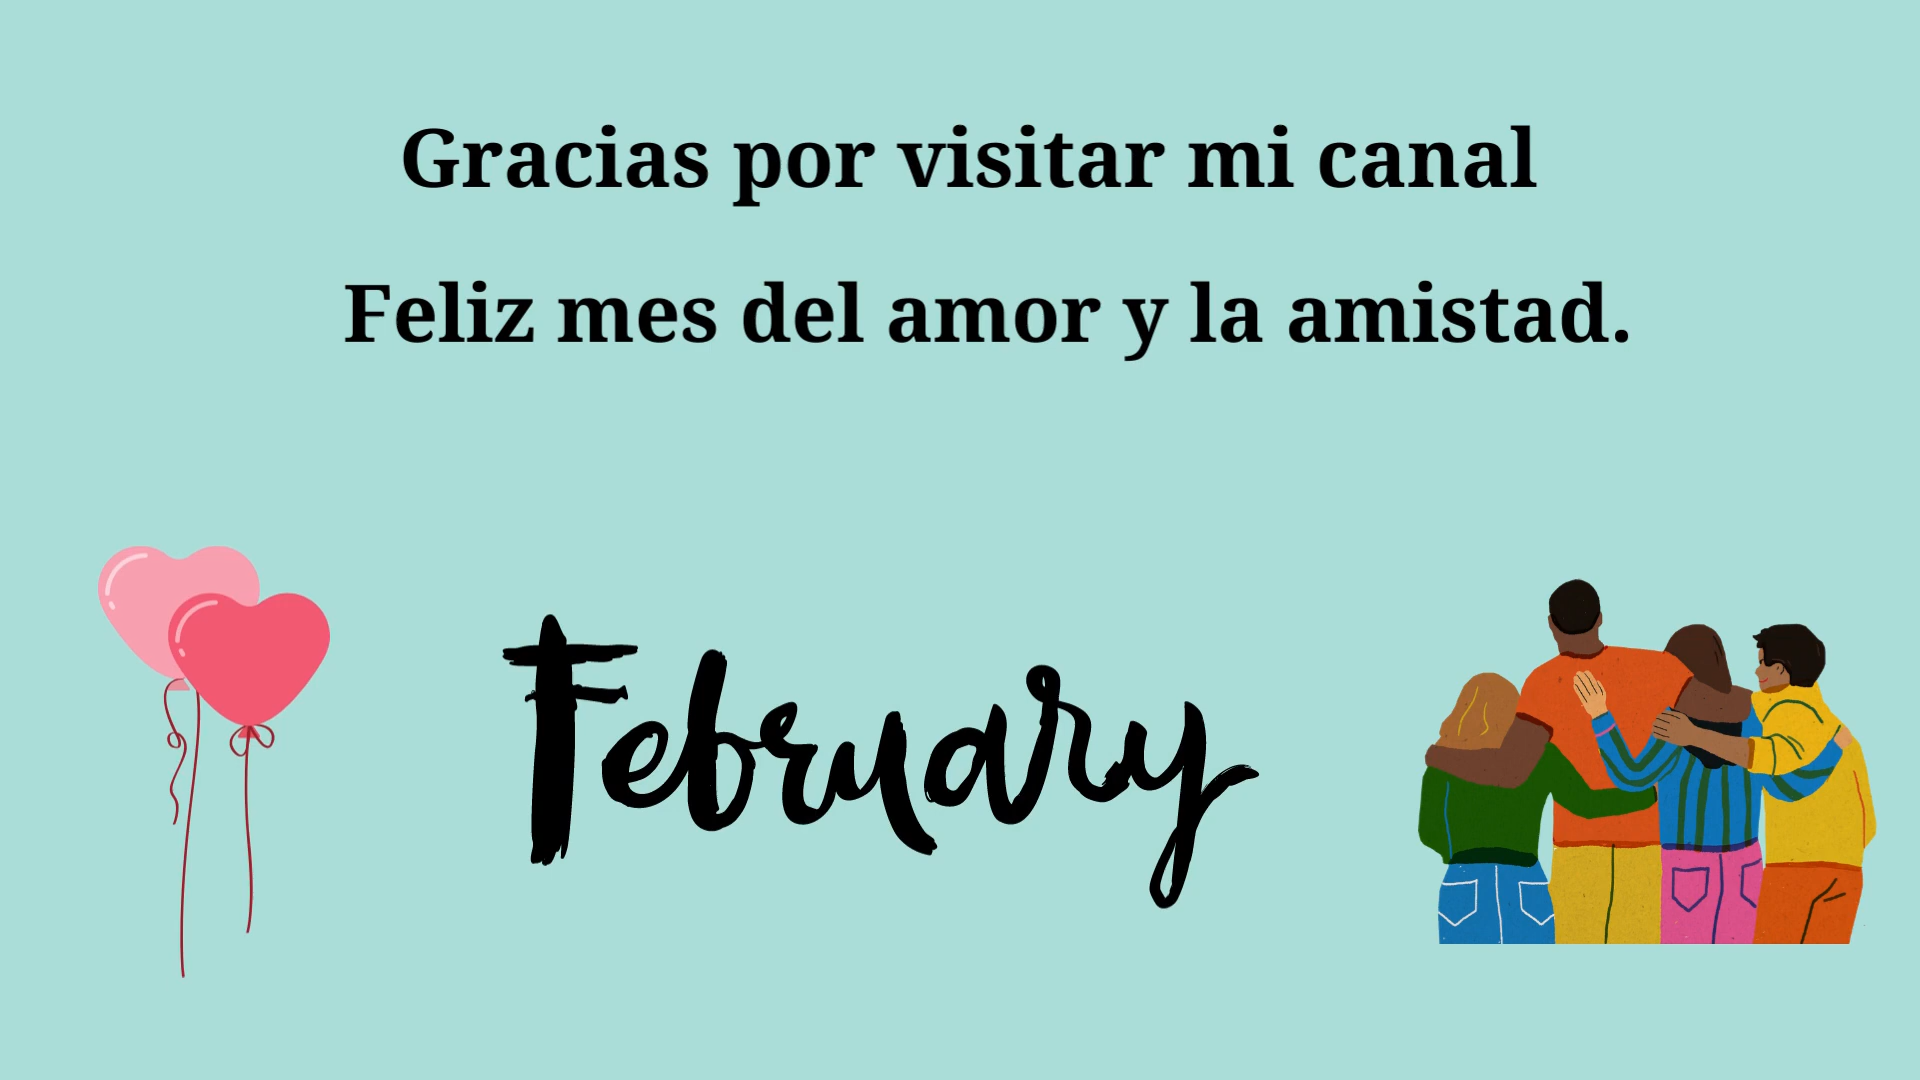 Gracias por visitar mi canal
Feliz mes del amor y la amistad.
February